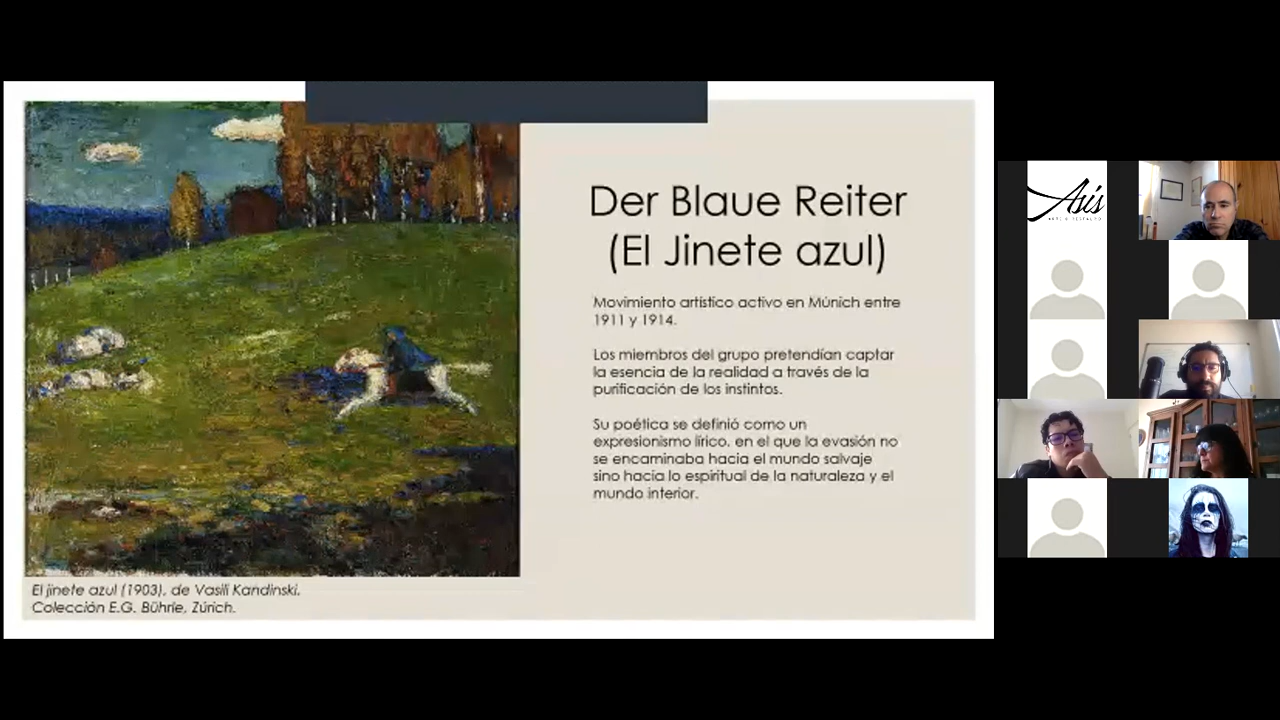 Der Blaue Reiter
(El Jinete azul)
Movimiento artístico activo en Múnich entre
1911 y 1914.
Los miembros del grupo pretendían captar
la esencia de la realidad a través de la
purificación de los instintos.
Su poética se definió como un
expresionismo lírico, en el que la evasión no
se encaminaba hacia el mundo salvaje
sino hacia lo espiritual de la naturaleza y el
mundo interior.
El jinete azul (1903), de Vasili Kandinski.
Colección E.G. Bührle, Zúrich.
Asís